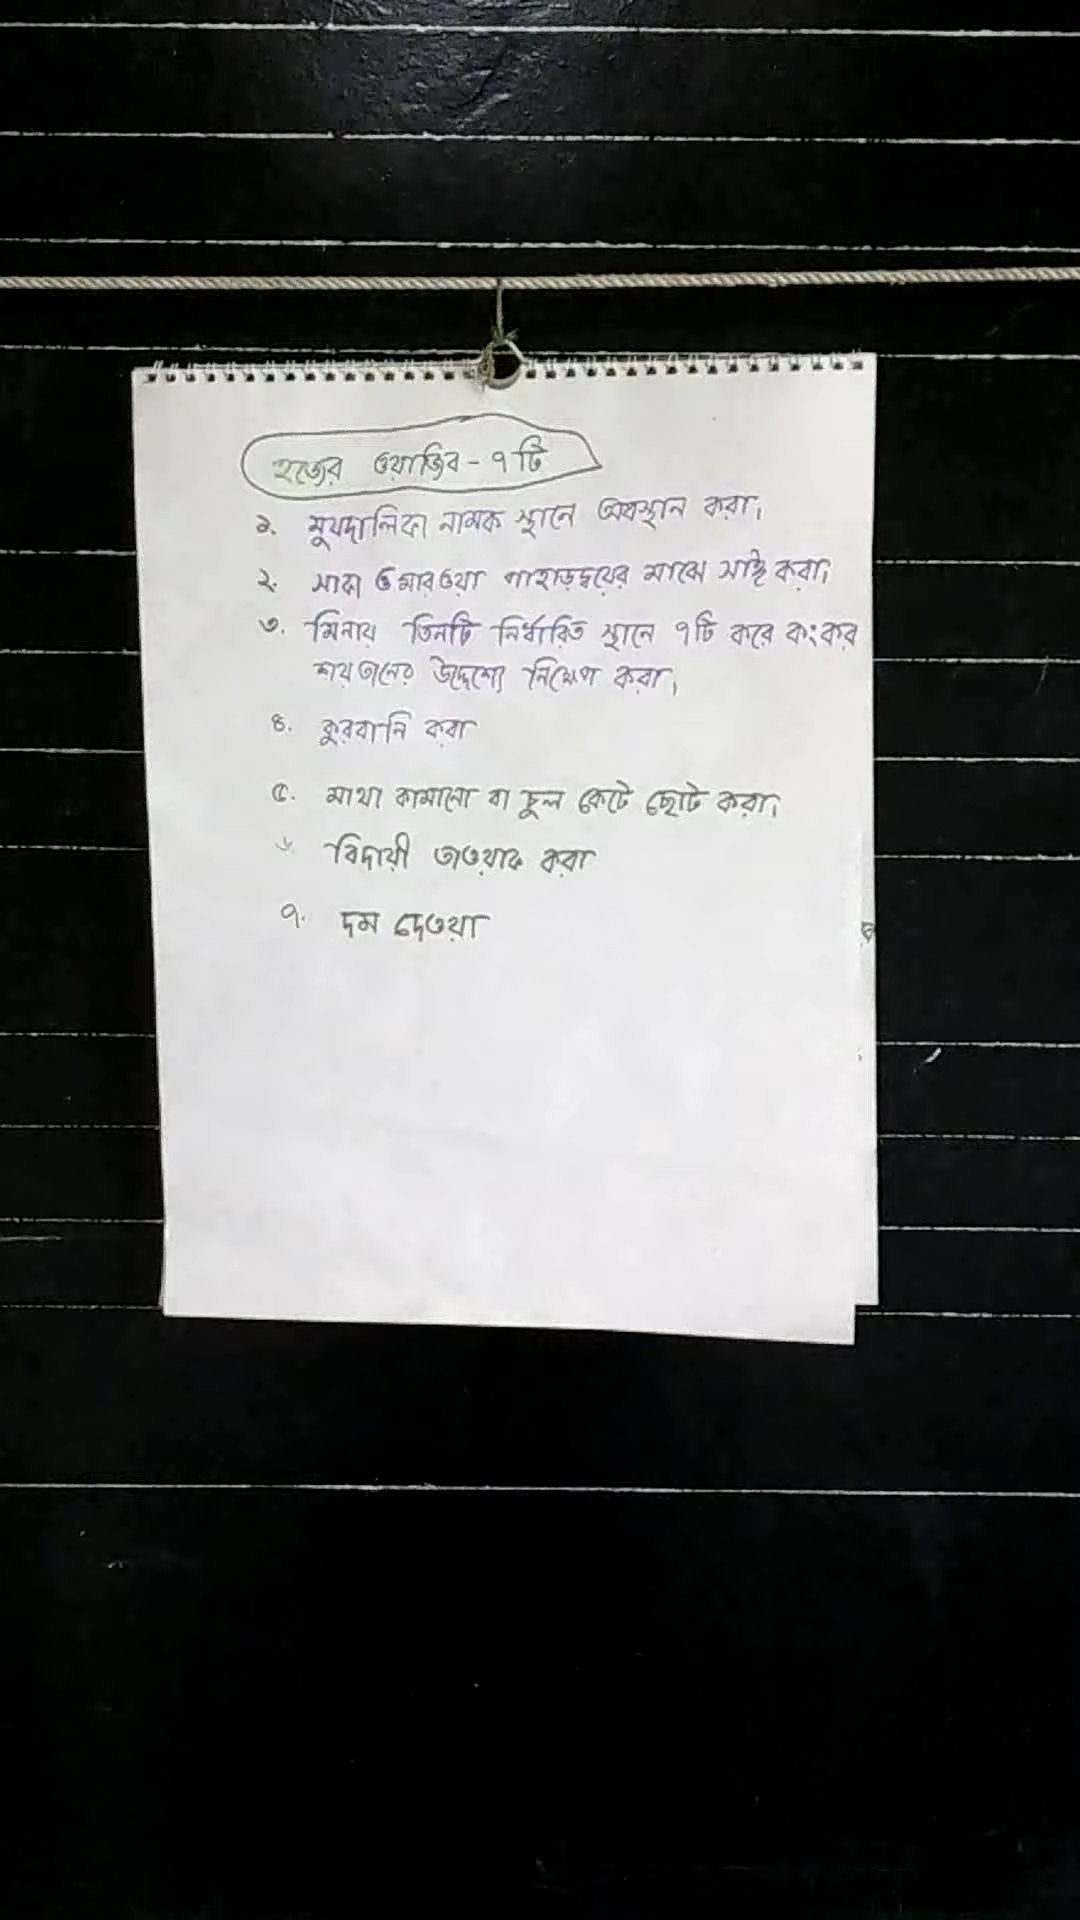 হজের ওয়াজিব - ৭টি
১. মুযদালিফা নামক স্থানে অবস্থান করা।
২. সাফা ও মারওয়া পাহাড়দ্বয়ের মাঝে সাঈ করা।
৩. মিনায় তিনটি নির্ধারিত স্থানে ৭টি করে কংকর
শয়তানের উদ্দেশ্যে নিক্ষেপ করা।
৪. কুরবানি করা
৫. মাথা কামানো বা চুল কেটে ছোট করা।
৬ বিদায়ী তাওয়াফ করা
৭. দম দেওয়া